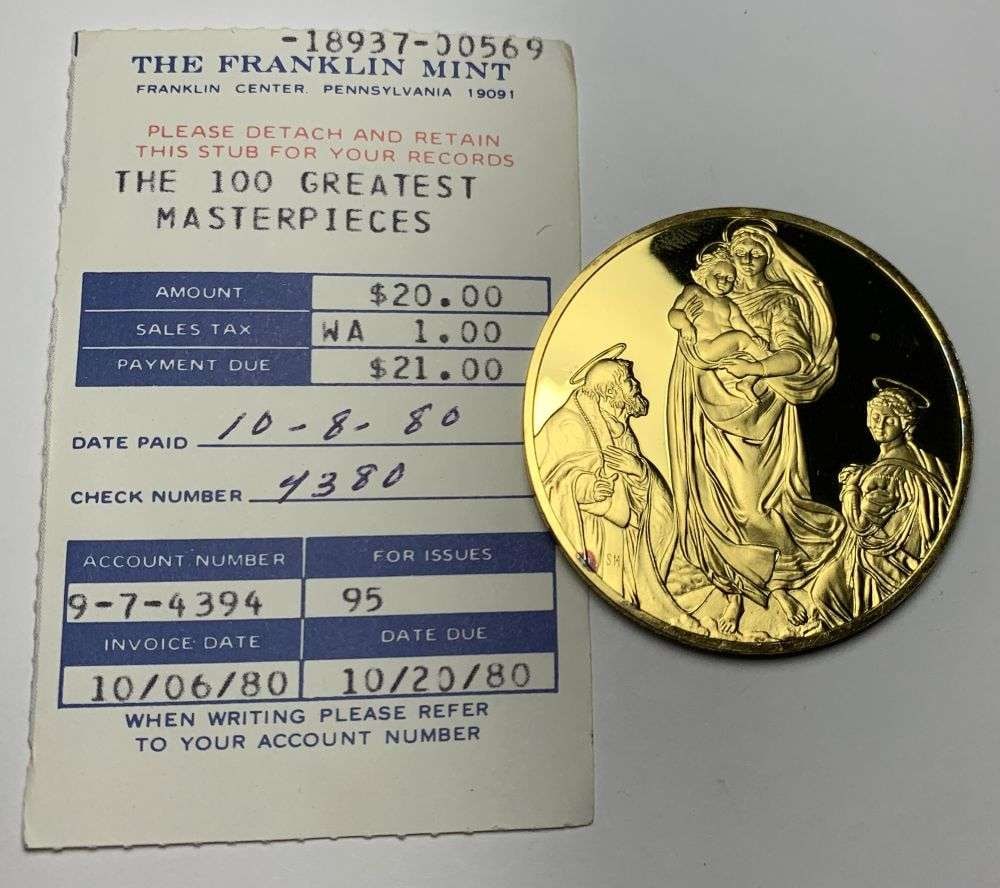 -18937-00569
THE FRANKLIN MINT
FRANKLIN CENTER, PENNSYLVANIA 19091
PLEASE DETACH AND RETAIN
THIS STUB FOR YOUR RECORDS
THE 100 GREATEST
MASTERPIECES
AMOUNT $20.00
SALES TAX WA 1.00
PAYMENT DUE $21.00
DATE PAID 10-8-80
CHECK NUMBER 4380
ACCOUNT NUMBER FOR ISSUES
9-7-4394 95
INVOICE DATE DATE DUE
10/06/80 10/20/80
WHEN WRITING PLEASE REFER
TO YOUR ACCOUNT NUMBER
SH